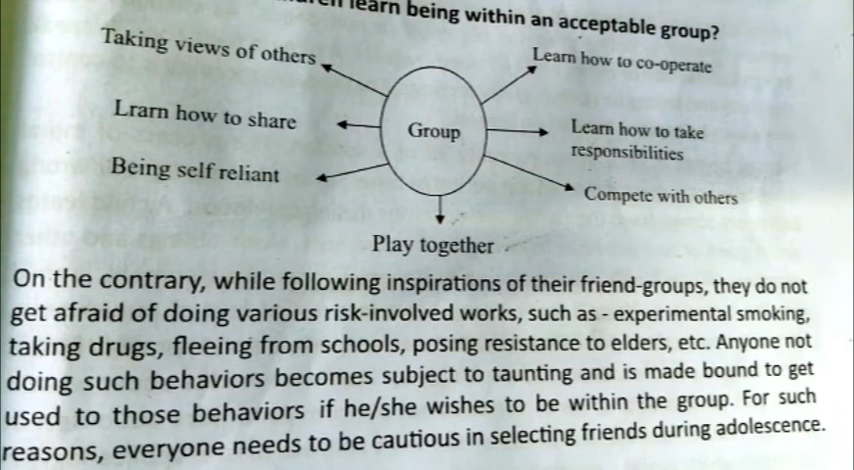 learn being within an acceptable group?
Taking views of others
Learn how to co-operate
Lrarn how to share
Group
Learn how to take
responsibilities
Being self reliant
Compete with others
Play together
On the contrary, while following inspirations of their friend-groups, they do not
get afraid of doing various risk-involved works, such as - experimental smoking,
taking drugs, fleeing from schools, posing resistance to elders, etc. Anyone not
doing such behaviors becomes subject to taunting and is made bound to get
used to those behaviors if he/she wishes to be within the group. For such
reasons, everyone needs to be cautious in selecting friends during adolescence.